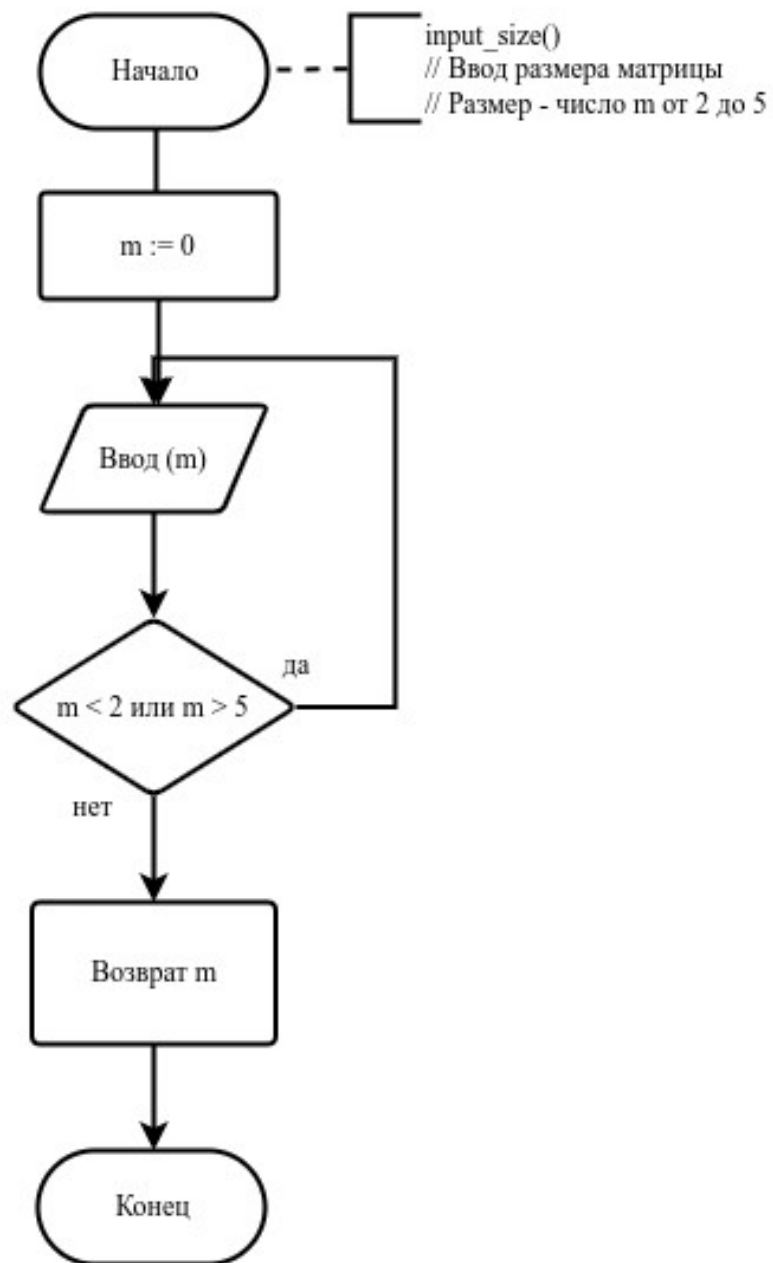 Начало
input_size()
// Ввод размера матрицы
// Размер - число m от 2 до 5
m := 0
Ввод (m)
да
m < 2 или m > 5
нет
Возврат m
Конец